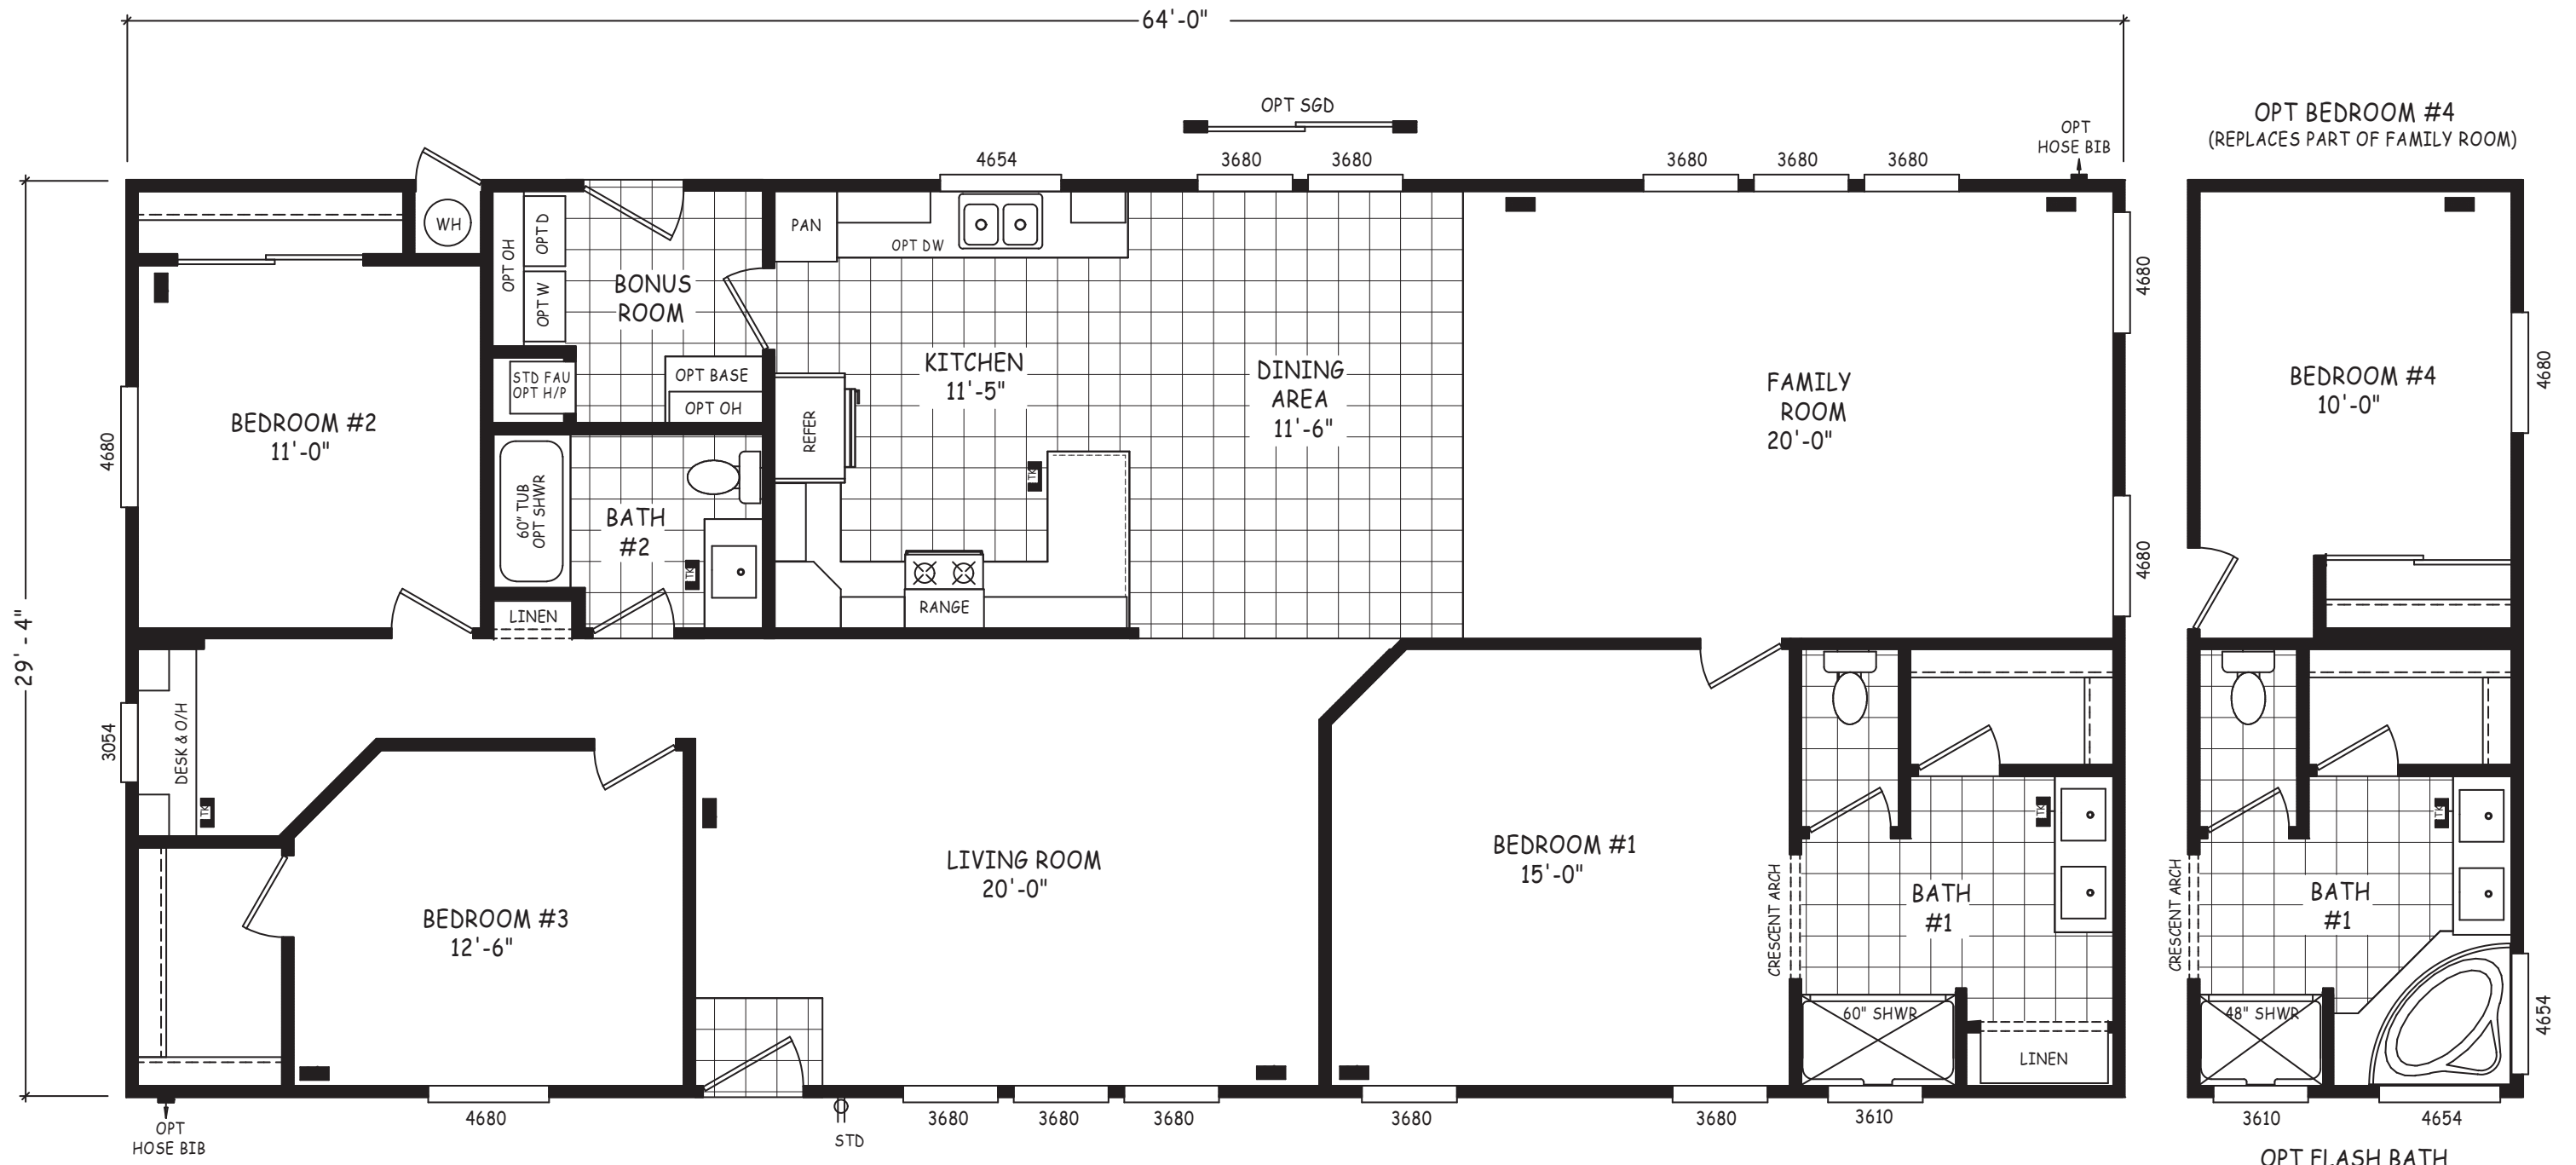 64'-0"
OPT SGD
OPT BEDROOM #4
(REPLACES PART OF FAMILY ROOM)
OPT
HOSE BIB
4654
3680
3680
3680
3680
3680
WH
OPT OH
OPT D
OPT W
BONUS
ROOM
PAN
OPT DW
STD FAU
OPT H/P
OPT BASE
OPT OH
KITCHEN
11'-5"
REFER
DINING
AREA
11'-6"
FAMILY
ROOM
20'-0"
4680
4680
BEDROOM #4
10'-0"
4680
BEDROOM #2
11'-0"
4680
60" TUB
OPT SHWR
BATH
#2
TK
TK
LINEN
RANGE
29'-4"
3054
DESK & O/H
TK
BEDROOM #3
12'-6"
LIVING ROOM
20'-0"
BEDROOM #1
15'-0"
CRESCENT ARCH
TK
BATH
#1
60" SHWR
LINEN
CRESCENT ARCH
TK
BATH
#1
48" SHWR
4654
OPT
HOSE BIB
4680
STD
3680
3680
3680
3680
3680
3610
3610
4654
OPT FLASH BATH